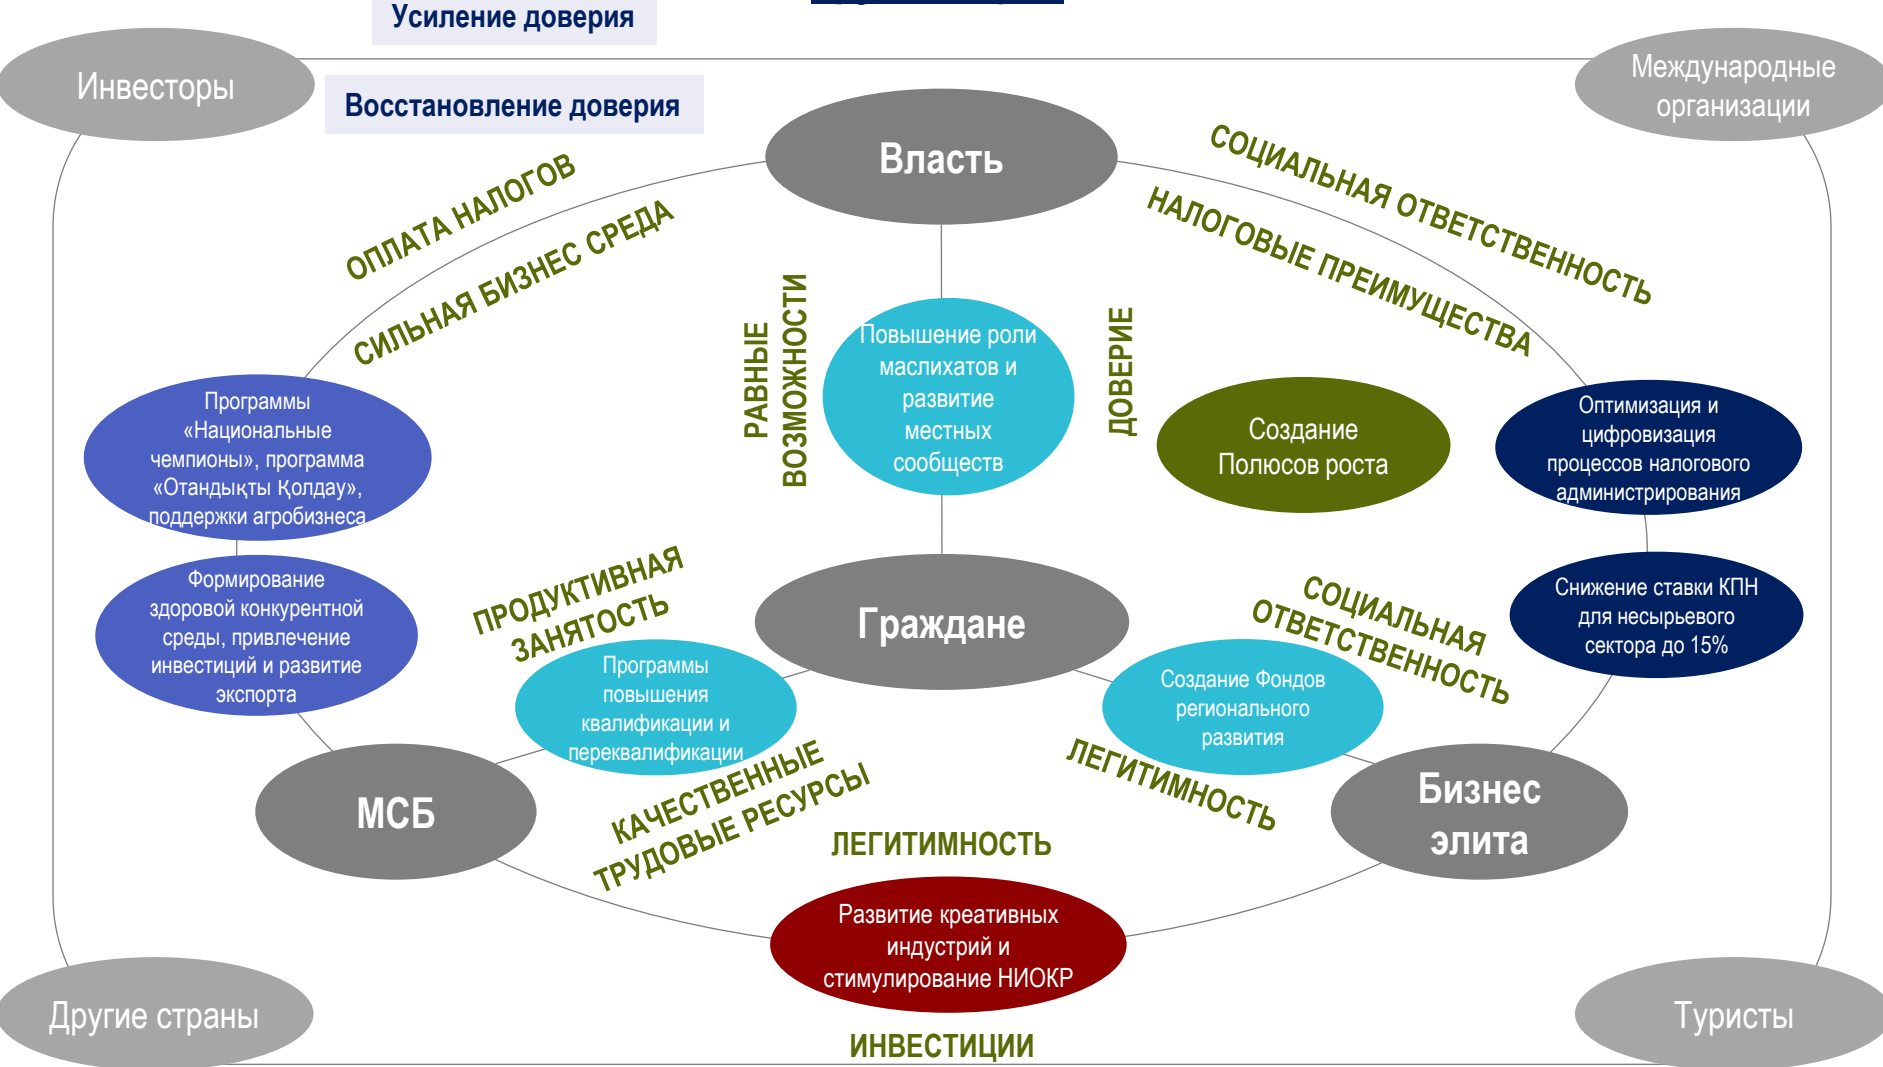 Усиление доверия
Инвесторы
Международные
организации
Восстановление доверия
Власть
ОПЛАТА НАЛОГОВ
СИЛЬНАЯ БИЗНЕС СРЕДА
СОЦИАЛЬНАЯ ОТВЕТСТВЕННОСТЬ
НАЛОГОВЫЕ ПРЕИМУЩЕСТВА
РАВНЫЕ
ВОЗМОЖНОСТИ
Повышение роли
маслихатов и
развитие
местных
сообществ
ДОВЕРИЕ
Создание
Полюсов роста
Программы
«Национальные
чемпионы», программа
«Отандықты Қолдау»,
поддержки агробизнеса
Оптимизация и
цифровизация
процессов налогового
администрирования
Формирование
здоровой конкурентной
среды, привлечение
инвестиций и развитие
экспорта
Снижение ставки КПН
для несырьевого
сектора до 15%
ПРОДУКТИВНАЯ
ЗАНЯТОСТЬ
Граждане
СОЦИАЛЬНАЯ
ОТВЕТСТВЕННОСТЬ
Программы
повышения
квалификации и
переквалификации
Создание Фондов
регионального
развития
КАЧЕСТВЕННЫЕ
ТРУДОВЫЕ РЕСУРСЫ
ЛЕГИТИМНОСТЬ
МСБ
Бизнес
элита
ЛЕГИТИМНОСТЬ
Развитие креативных
индустрий и
стимулирование НИОКР
ИНВЕСТИЦИИ
Другие страны
Туристы